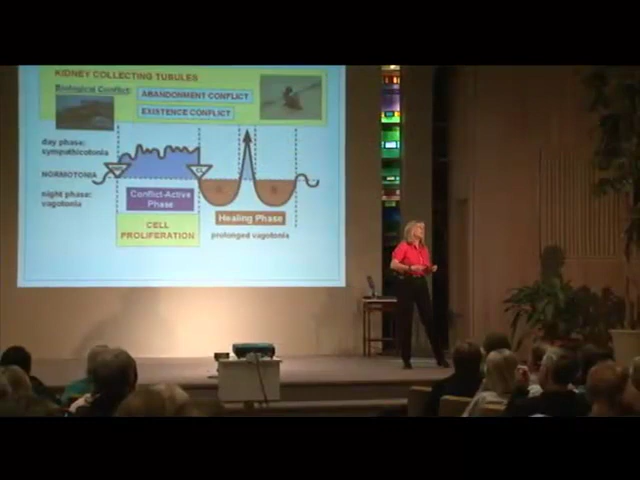 KIDNEY COLLECTING TUBULES
Biological Conflict:
ABANDONMENT CONFLICT
EXISTENCE CONFLICT
day phase:
sympathicotonia
NORMOTONIA
night phase:
vagotonia
Conflict-Active
Phase
CELL
PROLIFERATION
Healing Phase
prolonged vagotonia